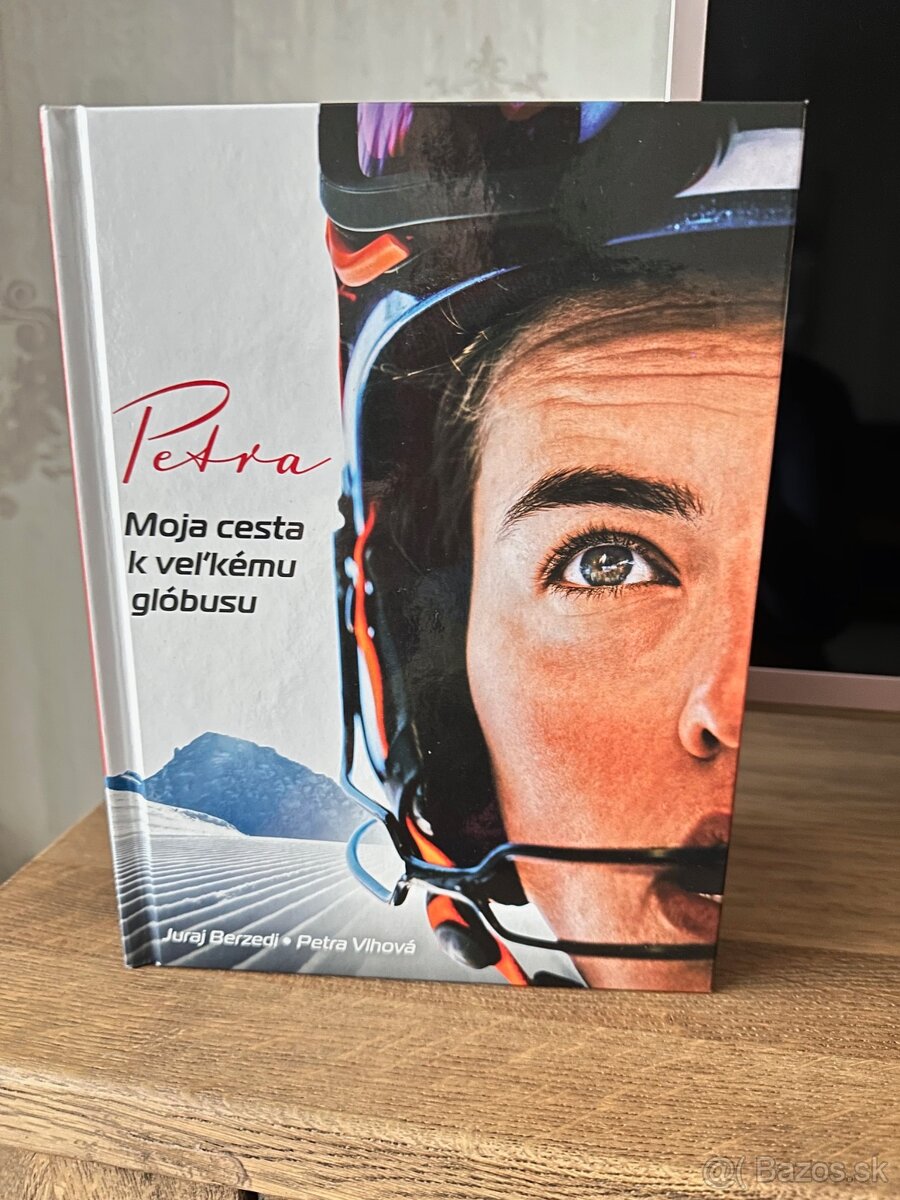 Petra
Moja cesta
k veľkému
glóbusu
Juraj Berzedi • Petra Vlhová
@( Bazos.sk